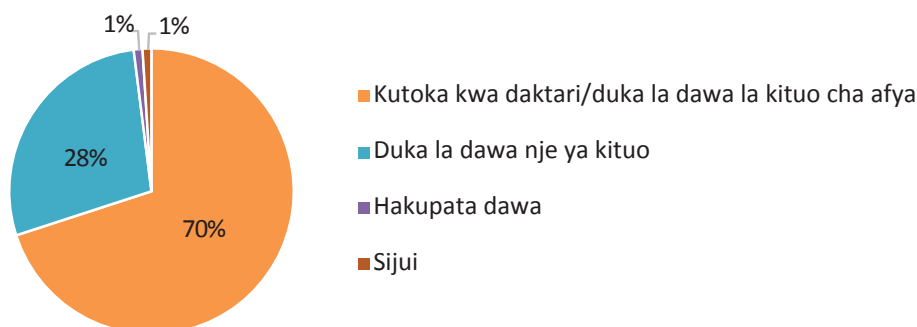 1% 1%
Kutoka kwa daktari/duka la dawa la kituo cha afya
Duka la dawa nje ya kituo
28%
Hakupata dawa
70%
Sijui